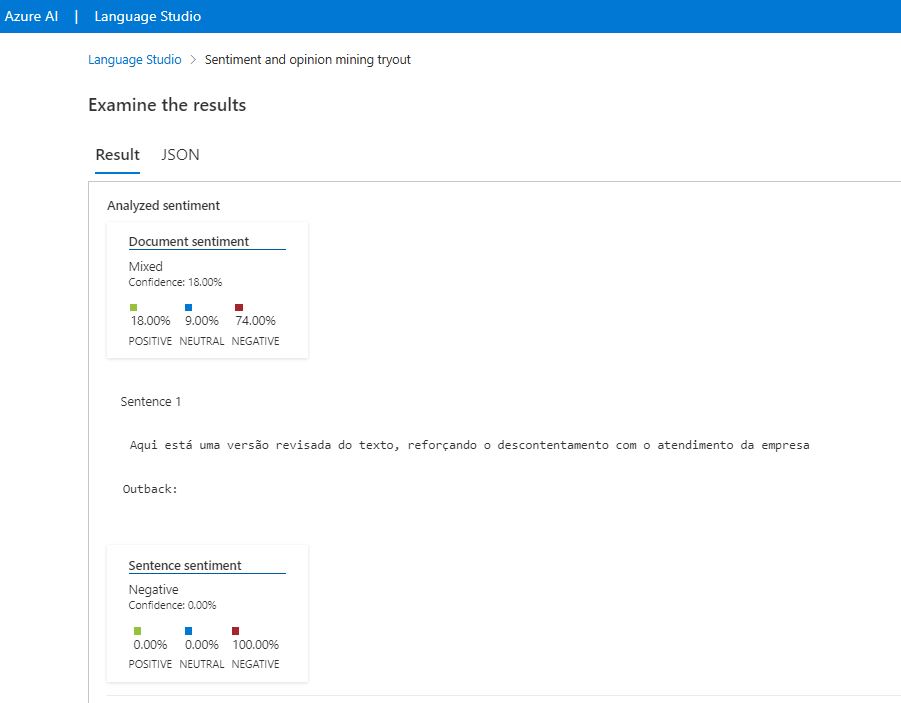 Azure AI | Language Studio
Language Studio > Sentiment and opinion mining tryout
Examine the results
Result JSON
Analyzed sentiment
Document sentiment
Mixed
Confidence: 18.00%
18.00% 9.00% 74.00%
POSITIVE NEUTRAL NEGATIVE
Sentence 1
Aqui está uma versão revisada do texto, reforçando o descontentamento com o atendimento da empresa
Outback:
Sentence sentiment
Negative
Confidence: 0.00%
0.00% 0.00% 100.00%
POSITIVE NEUTRAL NEGATIVE